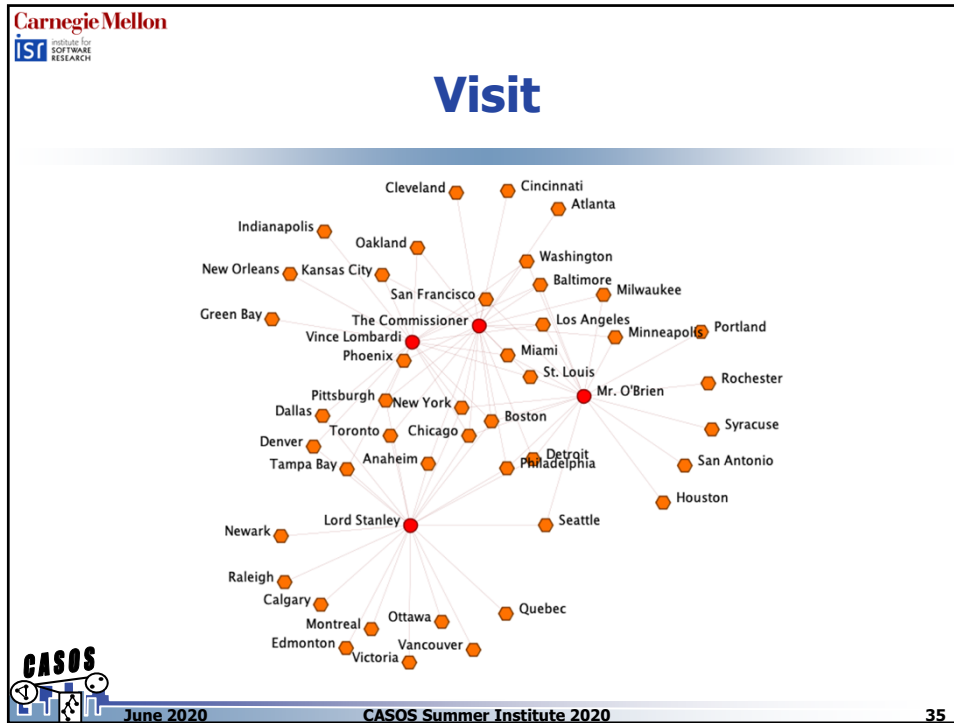 Carnegie Mellon
isr institute for
SOFTWARE
RESEARCH
Visit
Cleveland
Cincinnati
Atlanta
Indianapolis
Oakland
Washington
New Orleans
Kansas City
Baltimore
San Francisco
Milwaukee
Green Bay
The Commissioner
Los Angeles
Vince Lombardi
Minneapolis
Portland
Phoenix
Miami
St. Louis
Rochester
Mr. O'Brien
Pittsburgh
New York
Dallas
Boston
Syracuse
Toronto
Chicago
Denver
Detroit
Tampa Bay
Anaheim
Philadelphia
San Antonio
Houston
Lord Stanley
Seattle
Newark
Raleigh
Calgary
Quebec
Montreal
Ottawa
Edmonton
Vancouver
Victoria
CASOS
June 2020
CASOS Summer Institute 2020
35